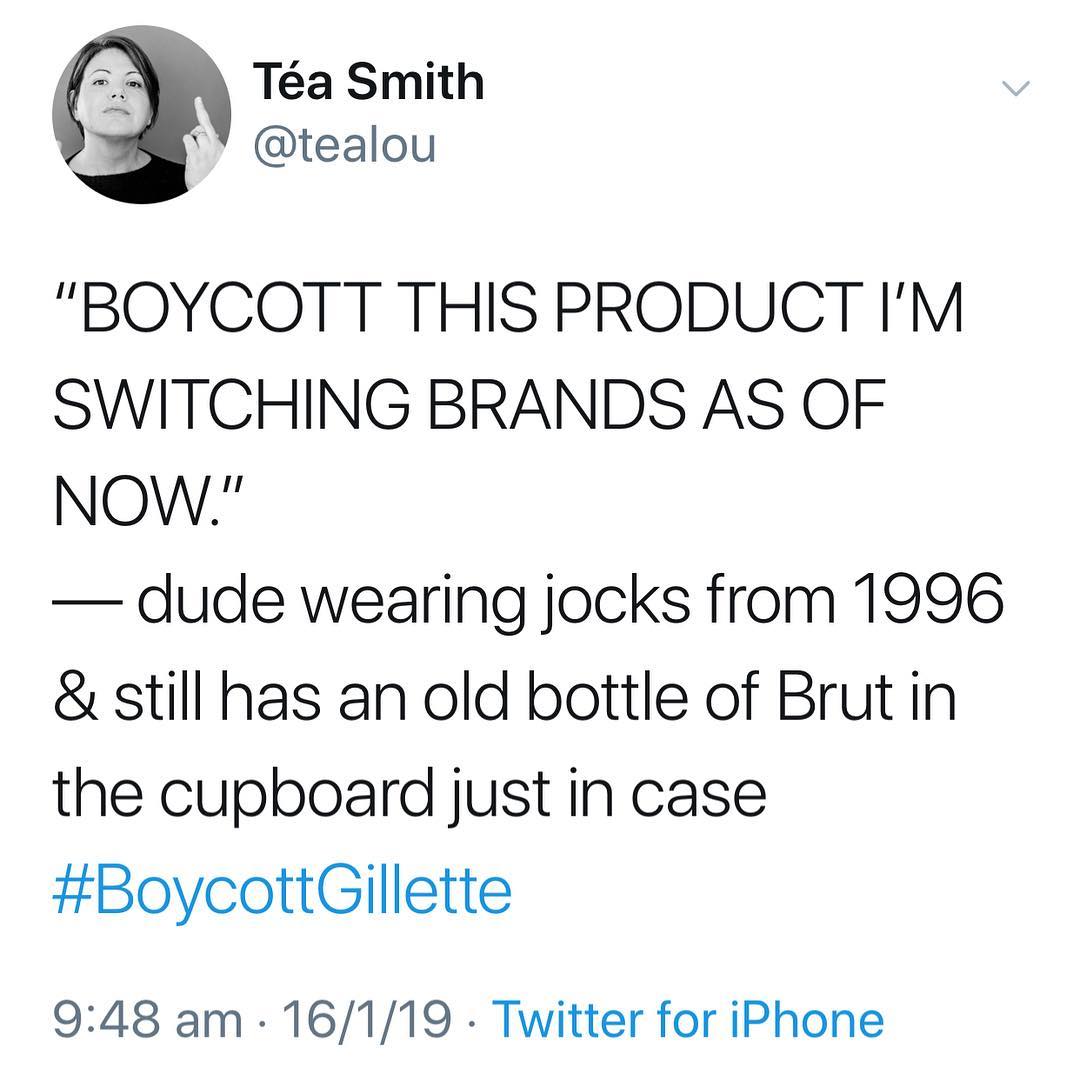 Téa Smith
@tealou
“BOYCOTT THIS PRODUCT I’M
SWITCHING BRANDS AS OF
NOW.”
— dude wearing jocks from 1996
& still has an old bottle of Brut in
the cupboard just in case
#BoycottGillette
9:48 am · 16/1/19 · Twitter for iPhone